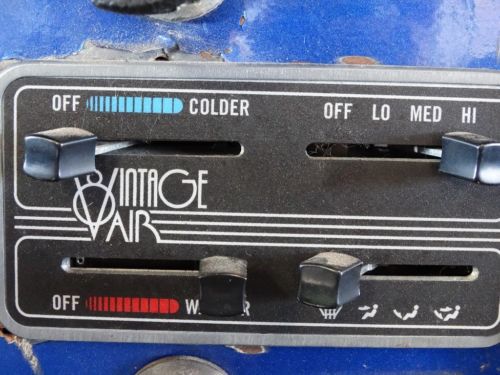 OFF COLDER OFF LO MED HI
VINTAGE
AIR
OFF